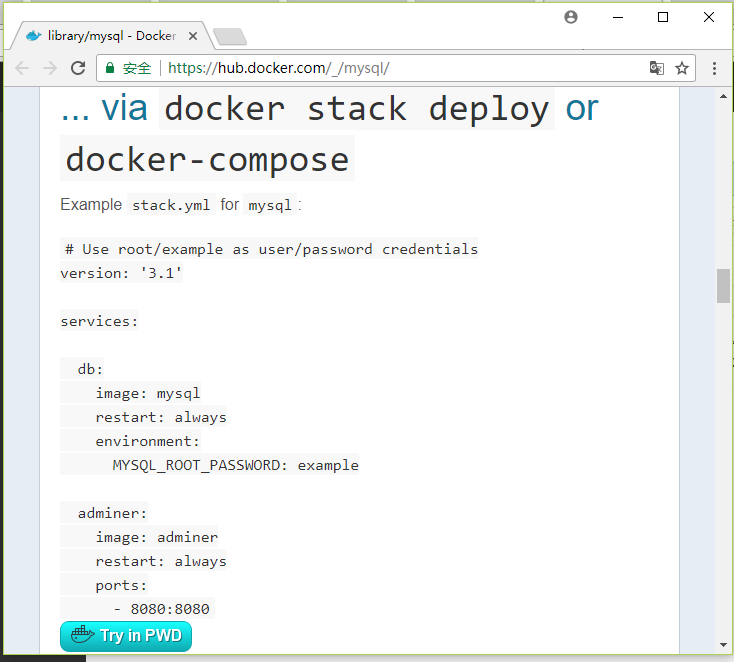 library/mysql - Docker
安全
https://hub.docker.com/_/mysql/
... via docker stack deploy or
docker-compose
Example stack.yml for mysql :
# Use root/example as user/password credentials
version: '3.1'
services:
db:
image: mysql
restart: always
environment:
MYSQL_ROOT_PASSWORD: example
adminer:
image: adminer
restart: always
ports:
- 8080:8080
Try in PWD